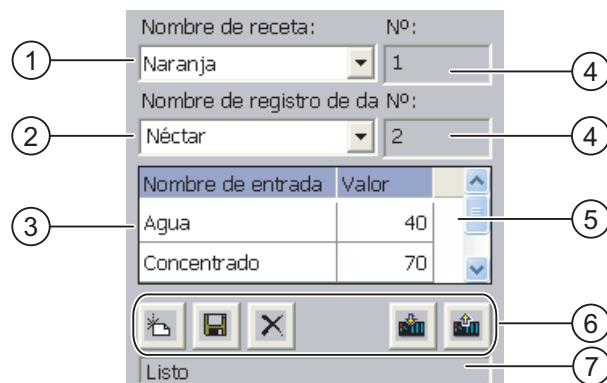 Nombre de receta: Nº:
1 Naranja 1 4
Nombre de registro de da Nº:
2 Néctar 2 4
Nombre de entrada Valor
3 Agua 40 5
Concentrado 70
6
Listo 7